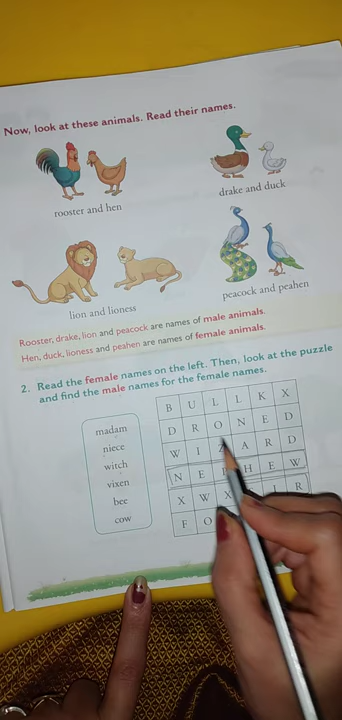 Now, look at these animals. Read their names.
rooster and hen
drake and duck
lion and lioness
peacock and peahen
Rooster, drake, lion and peacock are names of male animals.
Hen, duck, lioness and peahen are names of female animals.
2. Read the female names on the left. Then, look at the puzzle
and find the male names for the female names.
madam
niece
witch
vixen
bee
cow
B U L L K X
D R O N E D
W I Z A R D
N E P H E W
X W X I R
F O